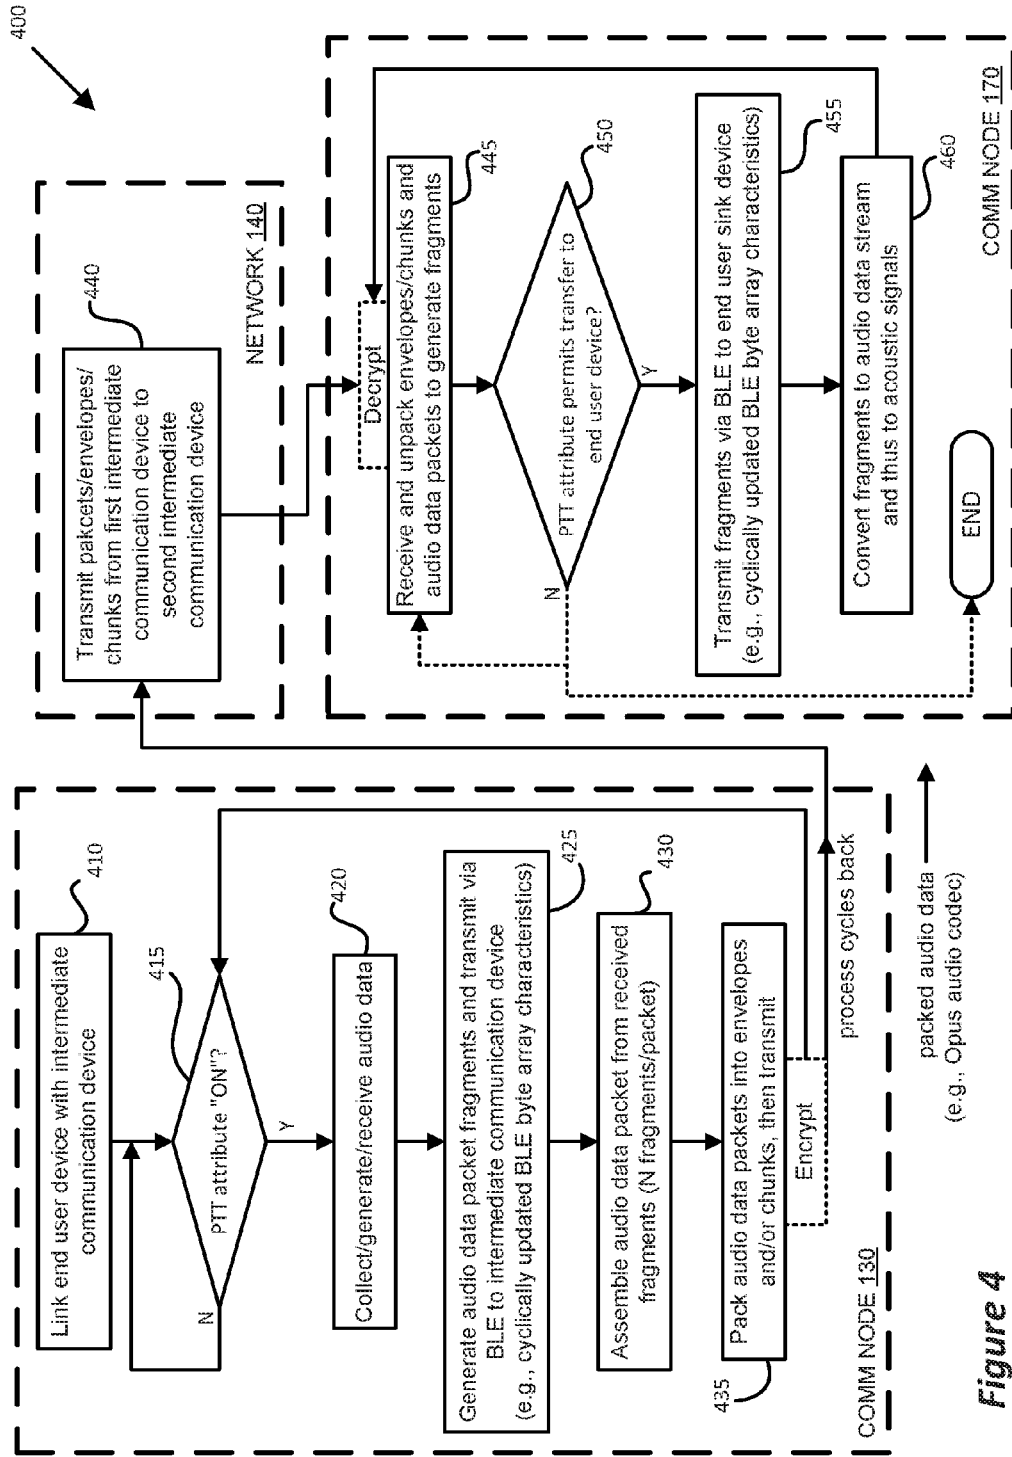 400
Link end user device with intermediate
communication device
410
PTT attribute "ON"?
415
N
Y
Collect/generate/receive audio data
420
Generate audio data packet fragments and transmit via
BLE to intermediate communication device
(e.g., cyclically updated BLE byte array characteristics)
425
Assemble audio data packet from received
fragments (N fragments/packet)
430
Pack audio data packets into envelopes
and/or chunks, then transmit
435
Encrypt
process cycles back
COMM NODE 130
Transmit pakcets/envelopes/
chunks from first intermediate
communication device to
second intermediate
communication device
440
NETWORK 140
Decrypt
Receive and unpack envelopes/chunks and
audio data packets to generate fragments
445
PTT attribute permits transfer to
end user device?
450
N
Y
Transmit fragments via BLE to end user sink device
(e.g., cyclically updated BLE byte array characteristics)
455
Convert fragments to audio data stream
and thus to acoustic signals
460
END
COMM NODE 170
packed audio data
(e.g., Opus audio codec)
Figure 4